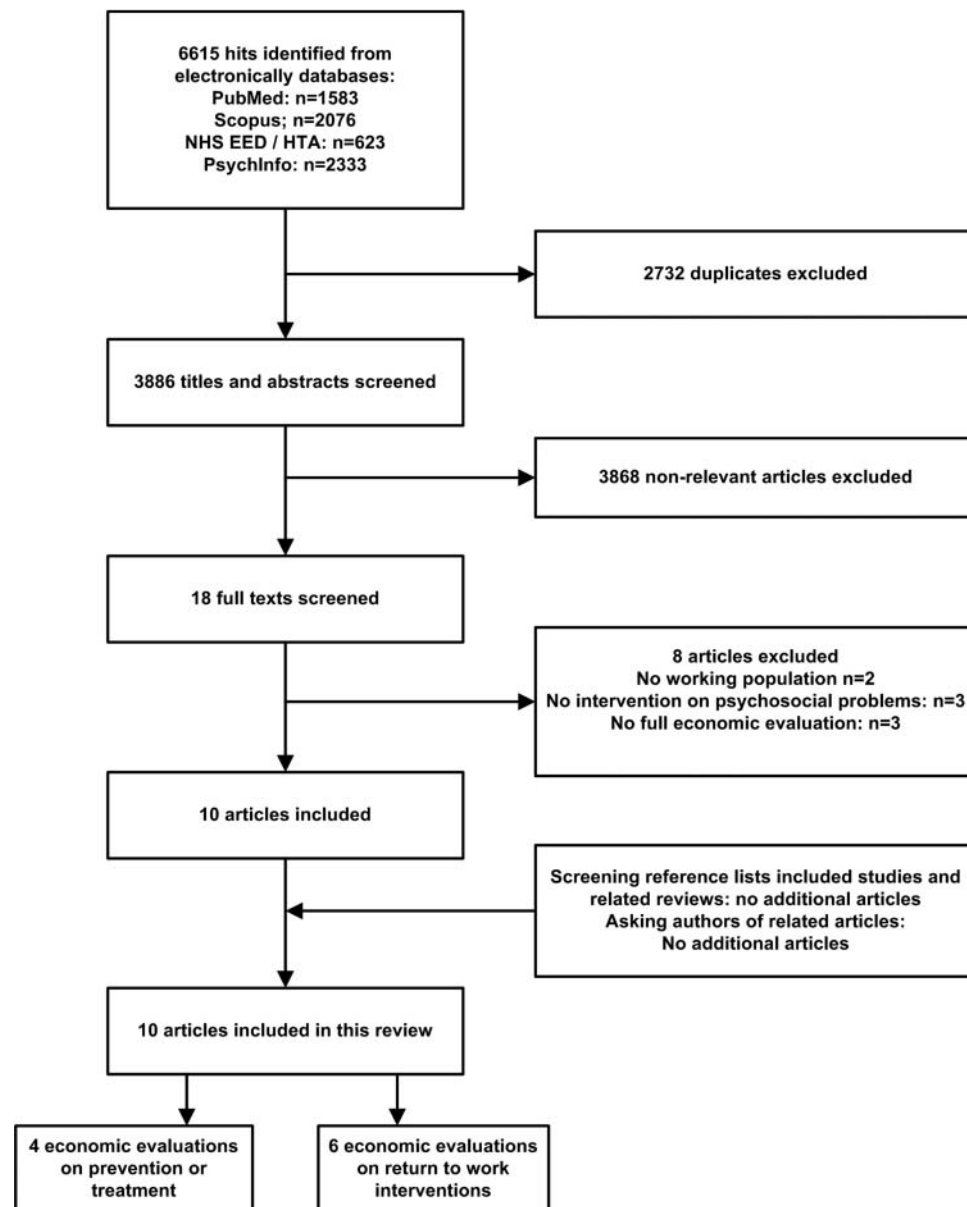 6615 hits identified from
electronically databases:
PubMed: n=1583
Scopus; n=2076
NHS EED / HTA: n=623
PsychInfo: n=2333
2732 duplicates excluded
3886 titles and abstracts screened
3868 non-relevant articles excluded
18 full texts screened
8 articles excluded
No working population n=2
No intervention on psychosocial problems: n=3
No full economic evaluation: n=3
10 articles included
Screening reference lists included studies and
related reviews: no additional articles
Asking authors of related articles:
No additional articles
10 articles included in this review
4 economic evaluations
on prevention or
treatment
6 economic evaluations
on return to work
interventions